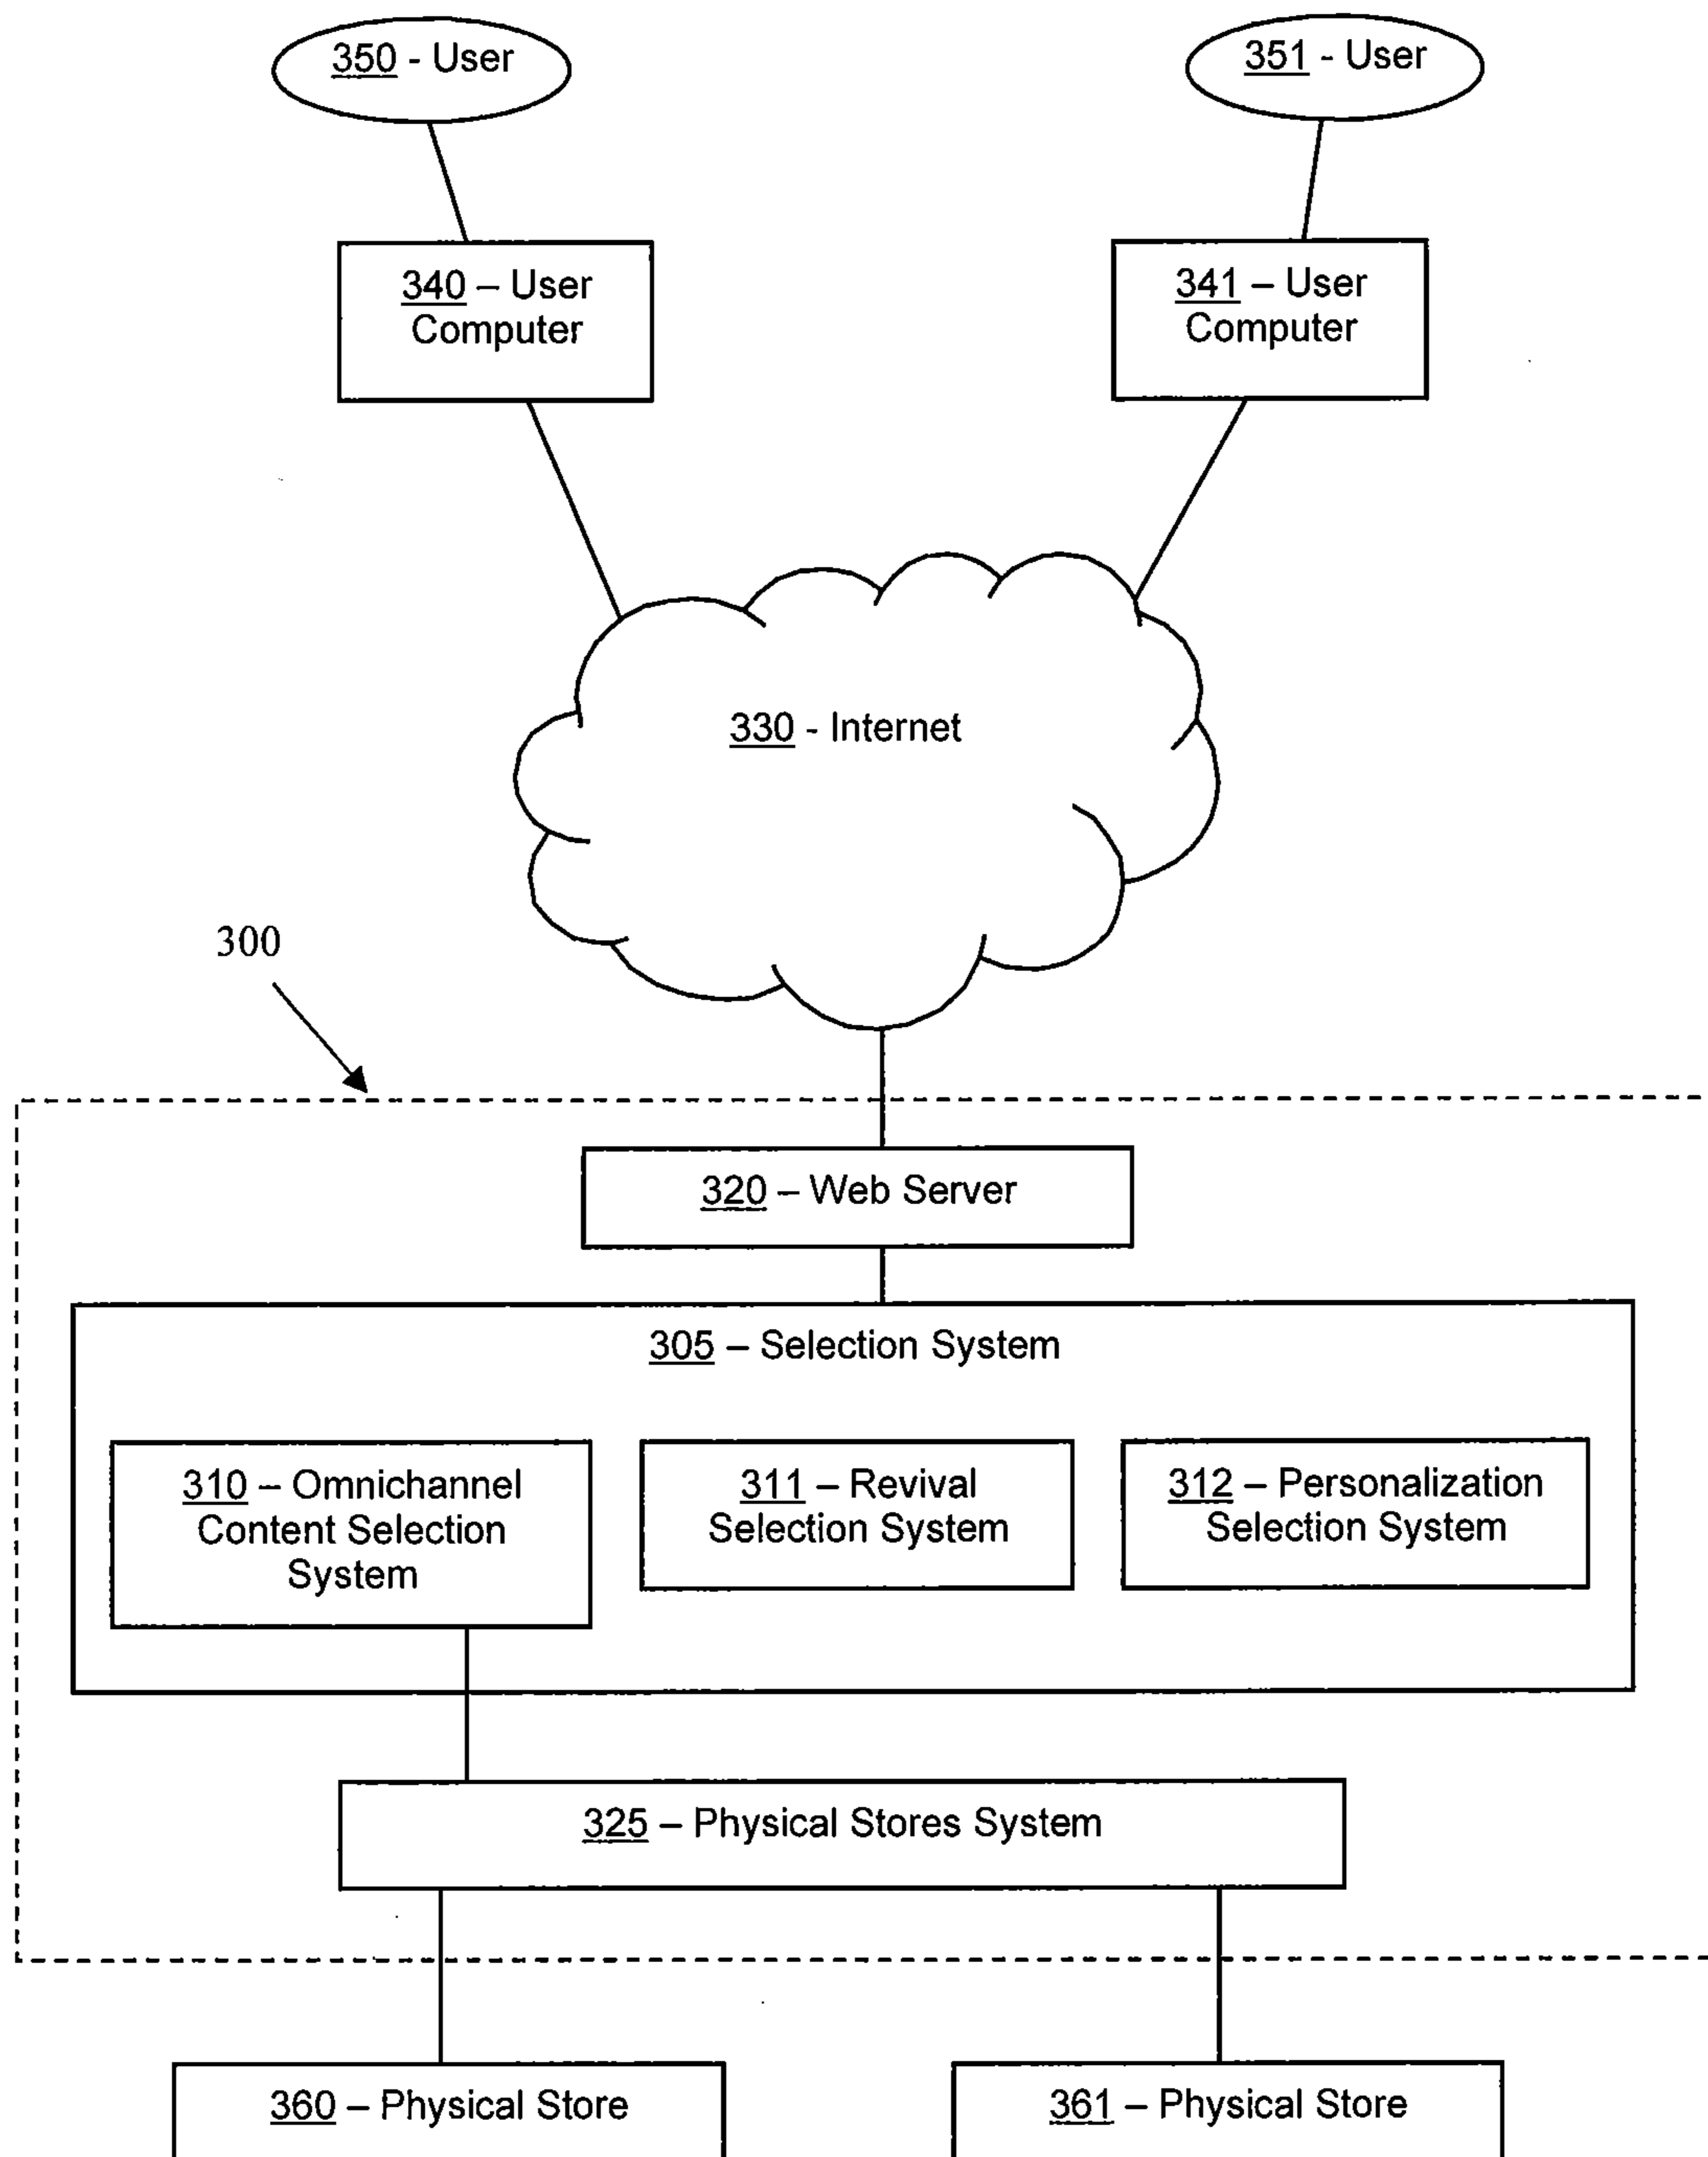 350 - User
351 - User
340 – User
Computer
341 – User
Computer
330 - Internet
300
320 – Web Server
305 – Selection System
310 – Omnichannel
Content Selection
System
311 – Revival
Selection System
312 – Personalization
Selection System
325 – Physical Stores System
360 – Physical Store
361 – Physical Store